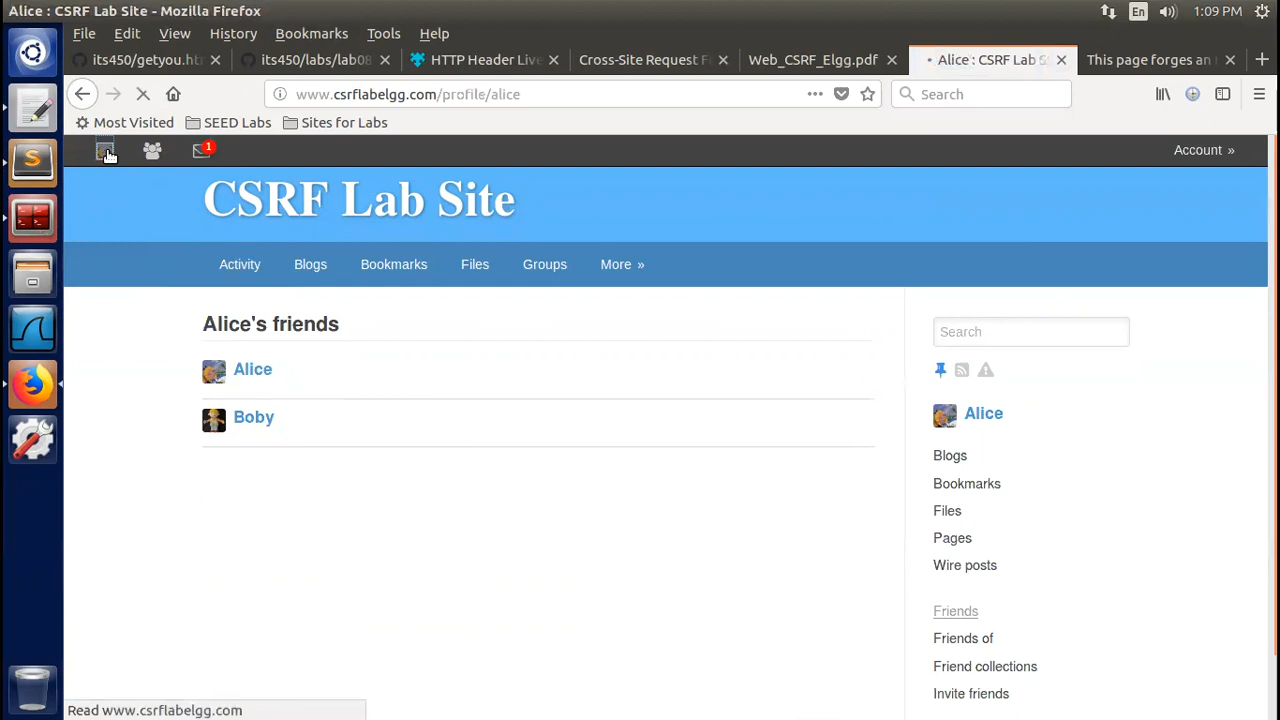 Alice : CSRF Lab Site - Mozilla Firefox
En
1:09 PM
File Edit View History Bookmarks Tools Help
its450/getyou.ht
its450/labs/lab08
HTTP Header Live
Cross-Site Request F
Web_CSRF_Elgg.pdf
Alice : CSRF Lab S
This page forges an
www.csrflabelgg.com/profile/alice
Search
Most Visited
SEED Labs
Sites for Labs
1
Account »
CSRF Lab Site
Activity Blogs Bookmarks Files Groups More »
Alice's friends
Alice
Boby
Search
Alice
Blogs
Bookmarks
Files
Pages
Wire posts
Friends
Friends of
Friend collections
Invite friends
Read www.csrflabelgg.com